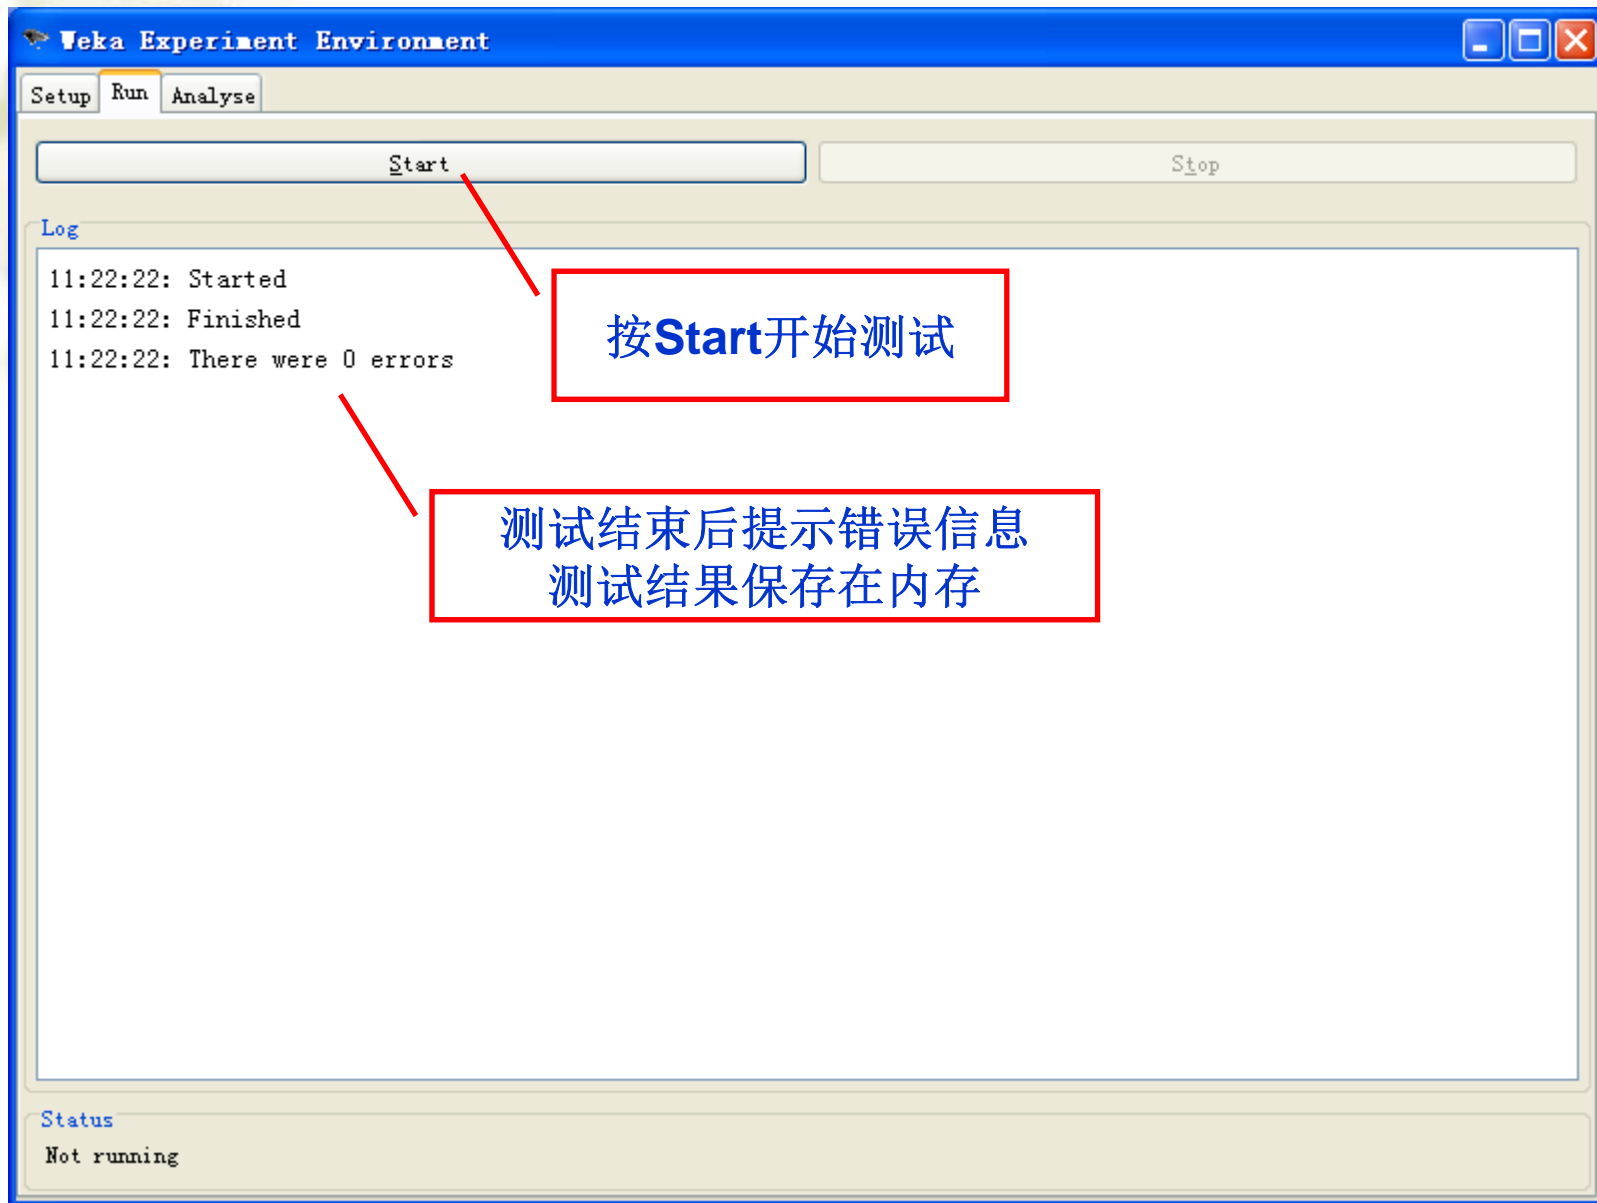 Weka Experiment Environment
Setup Run Analyse
Start Stop
Log
11:22:22: Started
11:22:22: Finished
11:22:22: There were 0 errors
按Start开始测试
测试结束后提示错误信息
测试结果保存在内存
Status
Not running